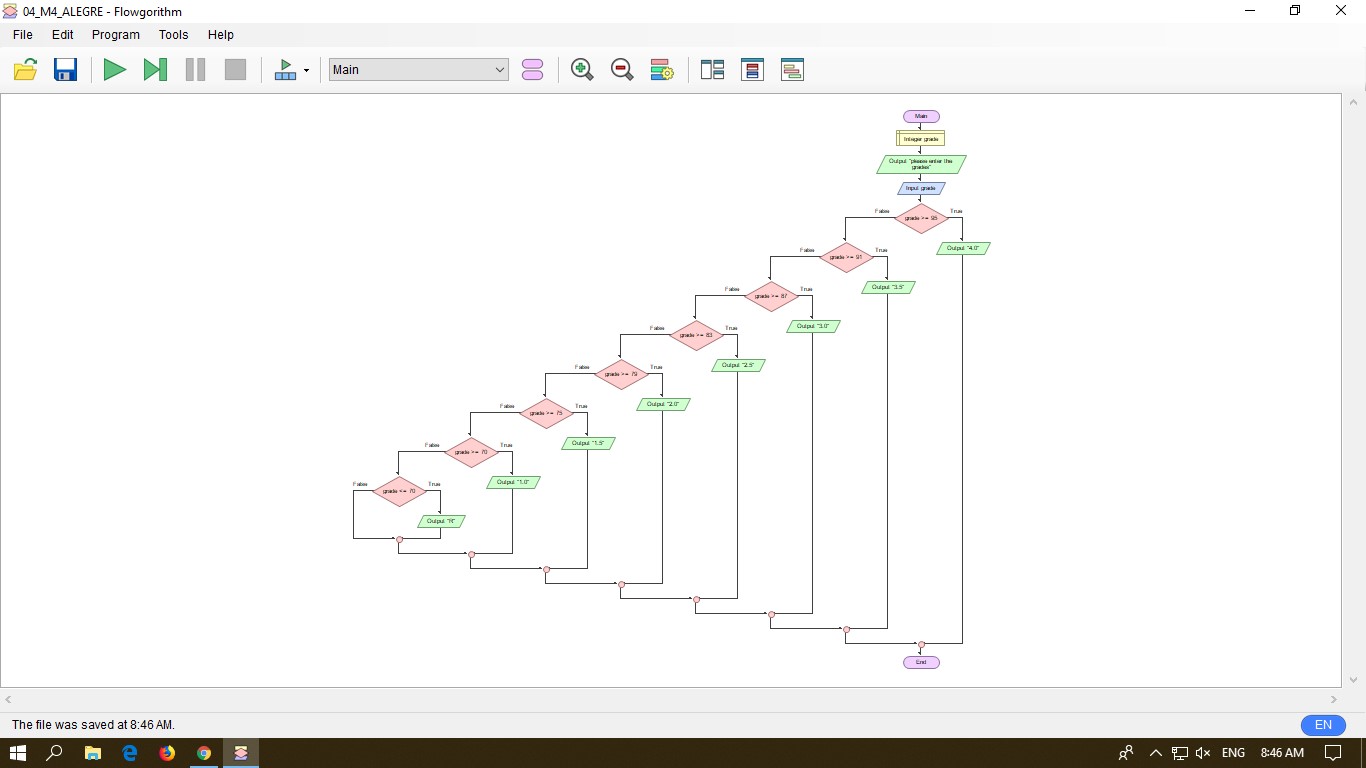 04_M4_ALEGRE - Flowgorithm
File Edit Program Tools Help
Main
Main
Integer grade
Output "please enter the
grades"
Input grade
False grade >= 95 True
Output "4.0"
False grade >= 91 True
Output "3.5"
False grade >= 87 True
Output "3.0"
False grade >= 83 True
Output "2.5"
False grade >= 79 True
Output "2.0"
False grade >= 75 True
Output "1.5"
False grade >= 70 True
Output "1.0"
False grade <= 70 True
Output "R"
End
The file was saved at 8:46 AM.
EN
ENG 8:46 AM